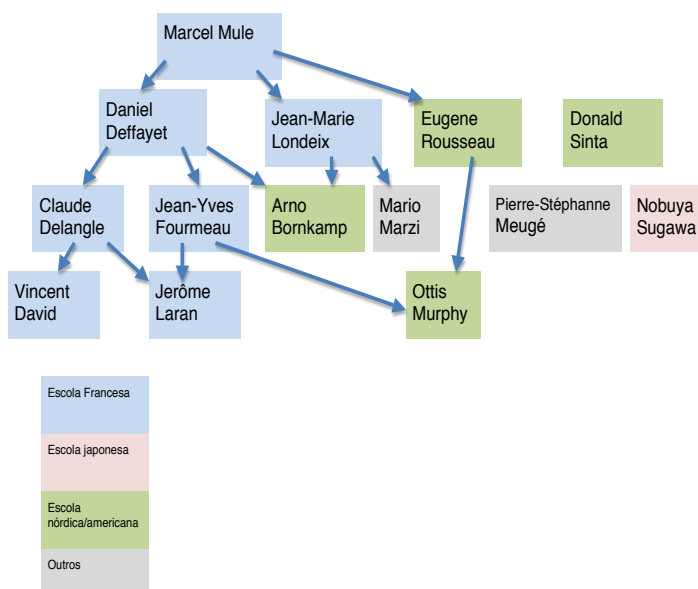 Marcel Mule
Daniel
Deffayet
Jean-Marie
Londeix
Eugene
Rousseau
Donald
Sinta
Claude
Delangle
Jean-Yves
Fourmeau
Arno
Bornkamp
Mario
Marzi
Pierre-Stéphanne
Meugé
Nobuya
Sugawa
Vincent
David
Jerôme
Laran
Ottis
Murphy
Escola Francesa
Escola japonesa
Escola
nórdica/americana
Outros